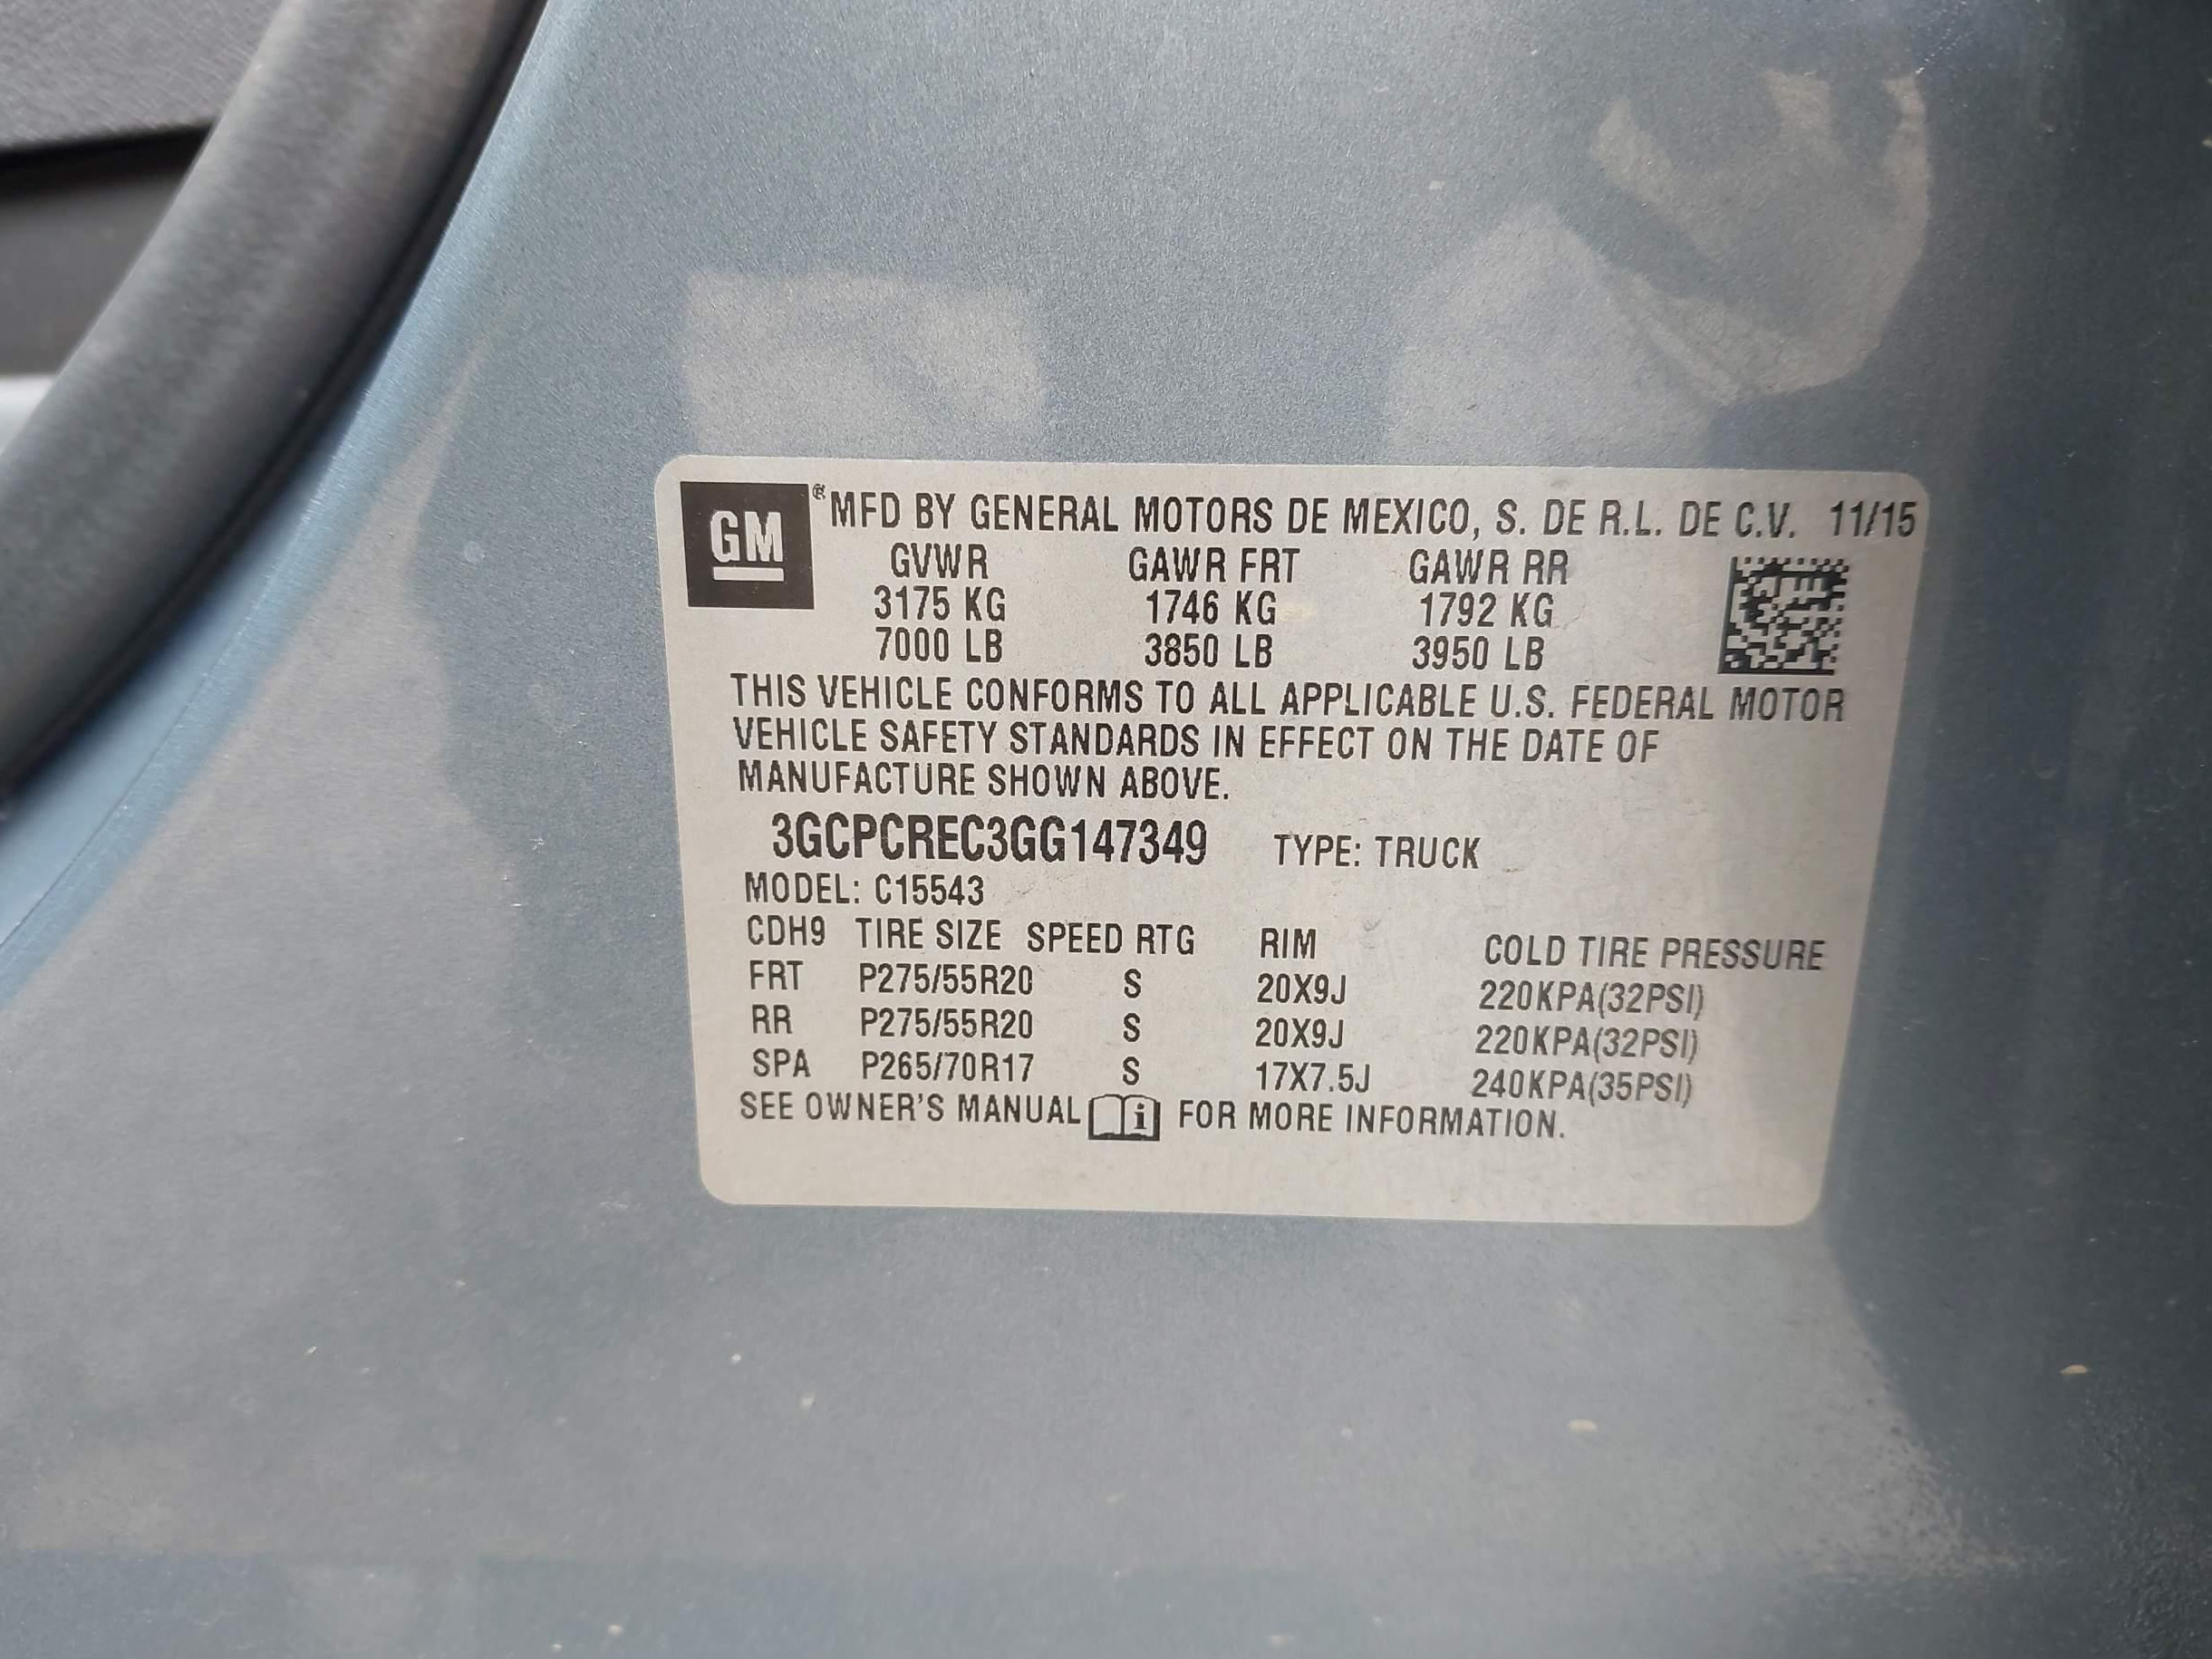 GM ® MFD BY GENERAL MOTORS DE MEXICO, S. DE R.L. DE C.V. 11/15
GVWR GAWR FRT GAWR RR
3175 KG 1746 KG 1792 KG
7000 LB 3850 LB 3950 LB
THIS VEHICLE CONFORMS TO ALL APPLICABLE U.S. FEDERAL MOTOR
VEHICLE SAFETY STANDARDS IN EFFECT ON THE DATE OF
MANUFACTURE SHOWN ABOVE.
3GCPCREC3GG147349 TYPE: TRUCK
MODEL: C15543
CDH9 TIRE SIZE SPEED RTG RIM COLD TIRE PRESSURE
FRT P275/55R20 S 20X9J 220KPA(32PSI)
RR P275/55R20 S 20X9J 220KPA(32PSI)
SPA P265/70R17 S 17X7.5J 240KPA(35PSI)
SEE OWNER'S MANUAL i FOR MORE INFORMATION.